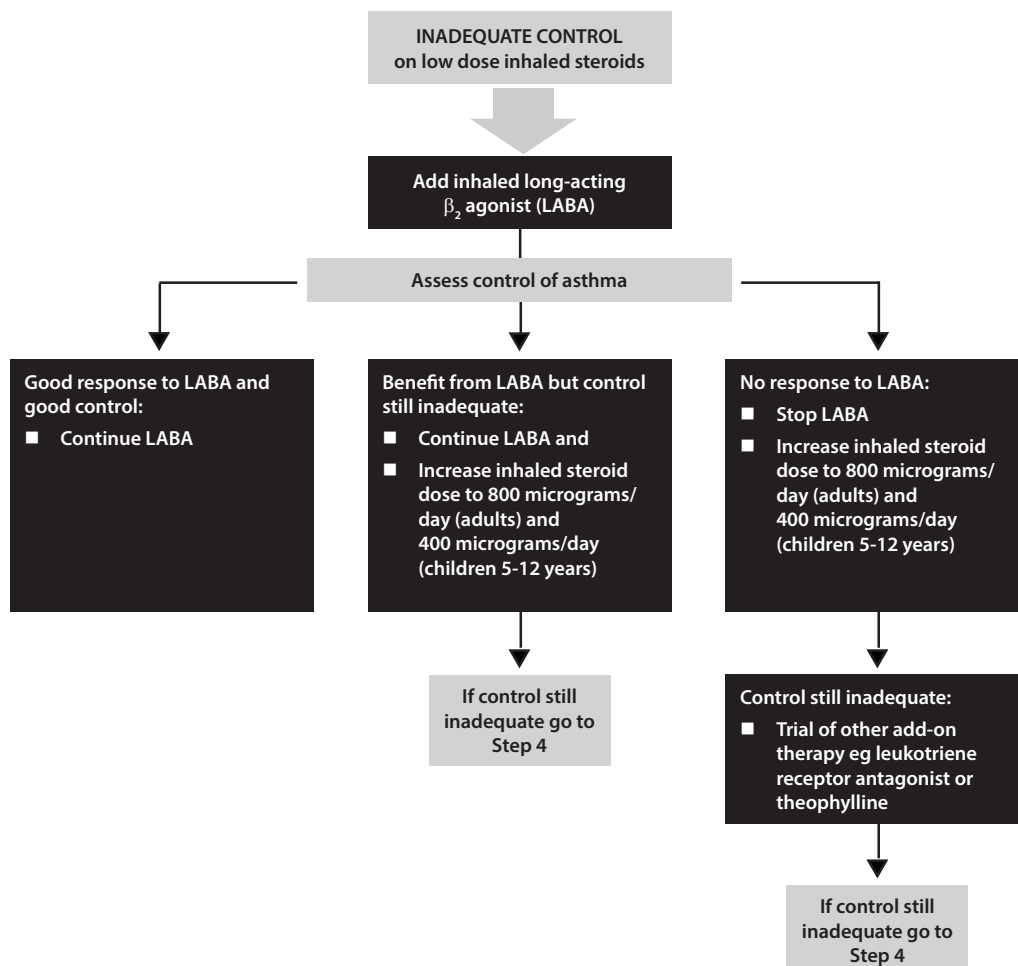 INADEQUATE CONTROL
on low dose inhaled steroids
Add inhaled long-acting
β₂ agonist (LABA)
Assess control of asthma
Good response to LABA and
good control:
■ Continue LABA
Benefit from LABA but control
still inadequate:
■ Continue LABA and
■ Increase inhaled steroid
dose to 800 micrograms/
day (adults) and
400 micrograms/day
(children 5-12 years)
If control still
inadequate go to
Step 4
No response to LABA:
■ Stop LABA
■ Increase inhaled steroid
dose to 800 micrograms/
day (adults) and
400 micrograms/day
(children 5-12 years)
Control still inadequate:
■ Trial of other add-on
therapy eg leukotriene
receptor antagonist or
theophylline
If control still
inadequate go to
Step 4